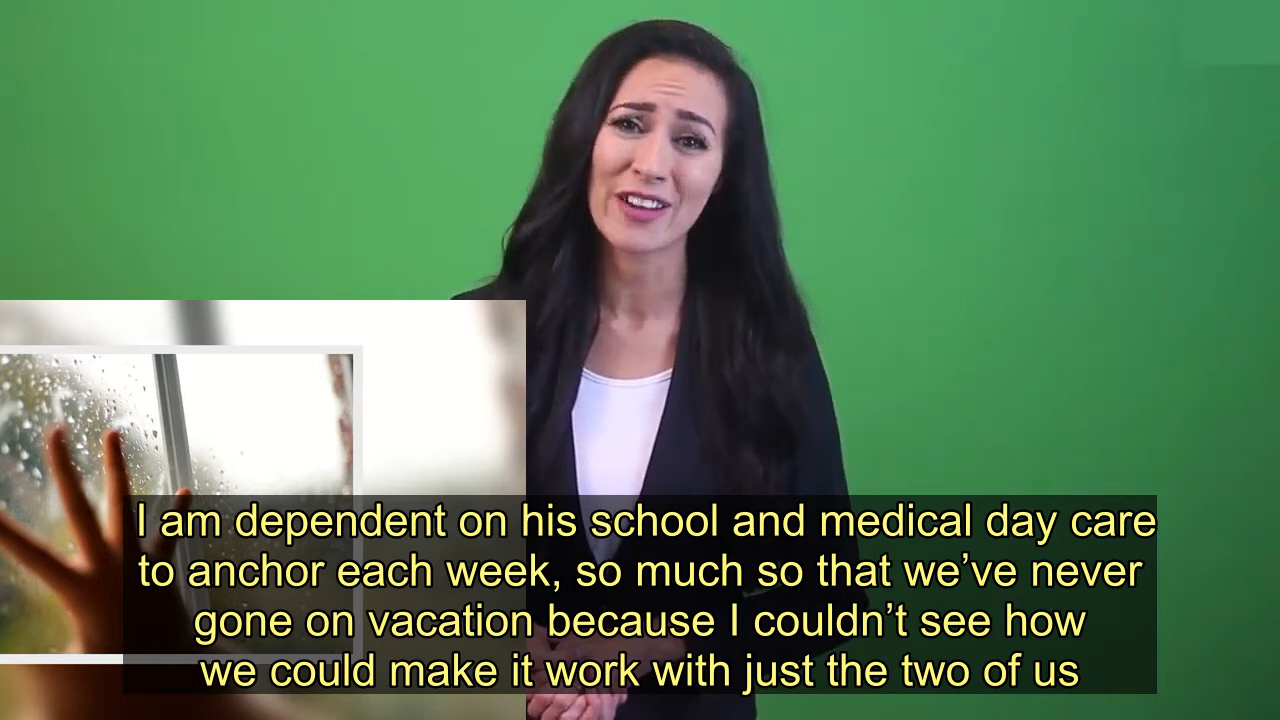 I am dependent on his school and medical day care
to anchor each week, so much so that we’ve never
gone on vacation because I couldn’t see how
we could make it work with just the two of us